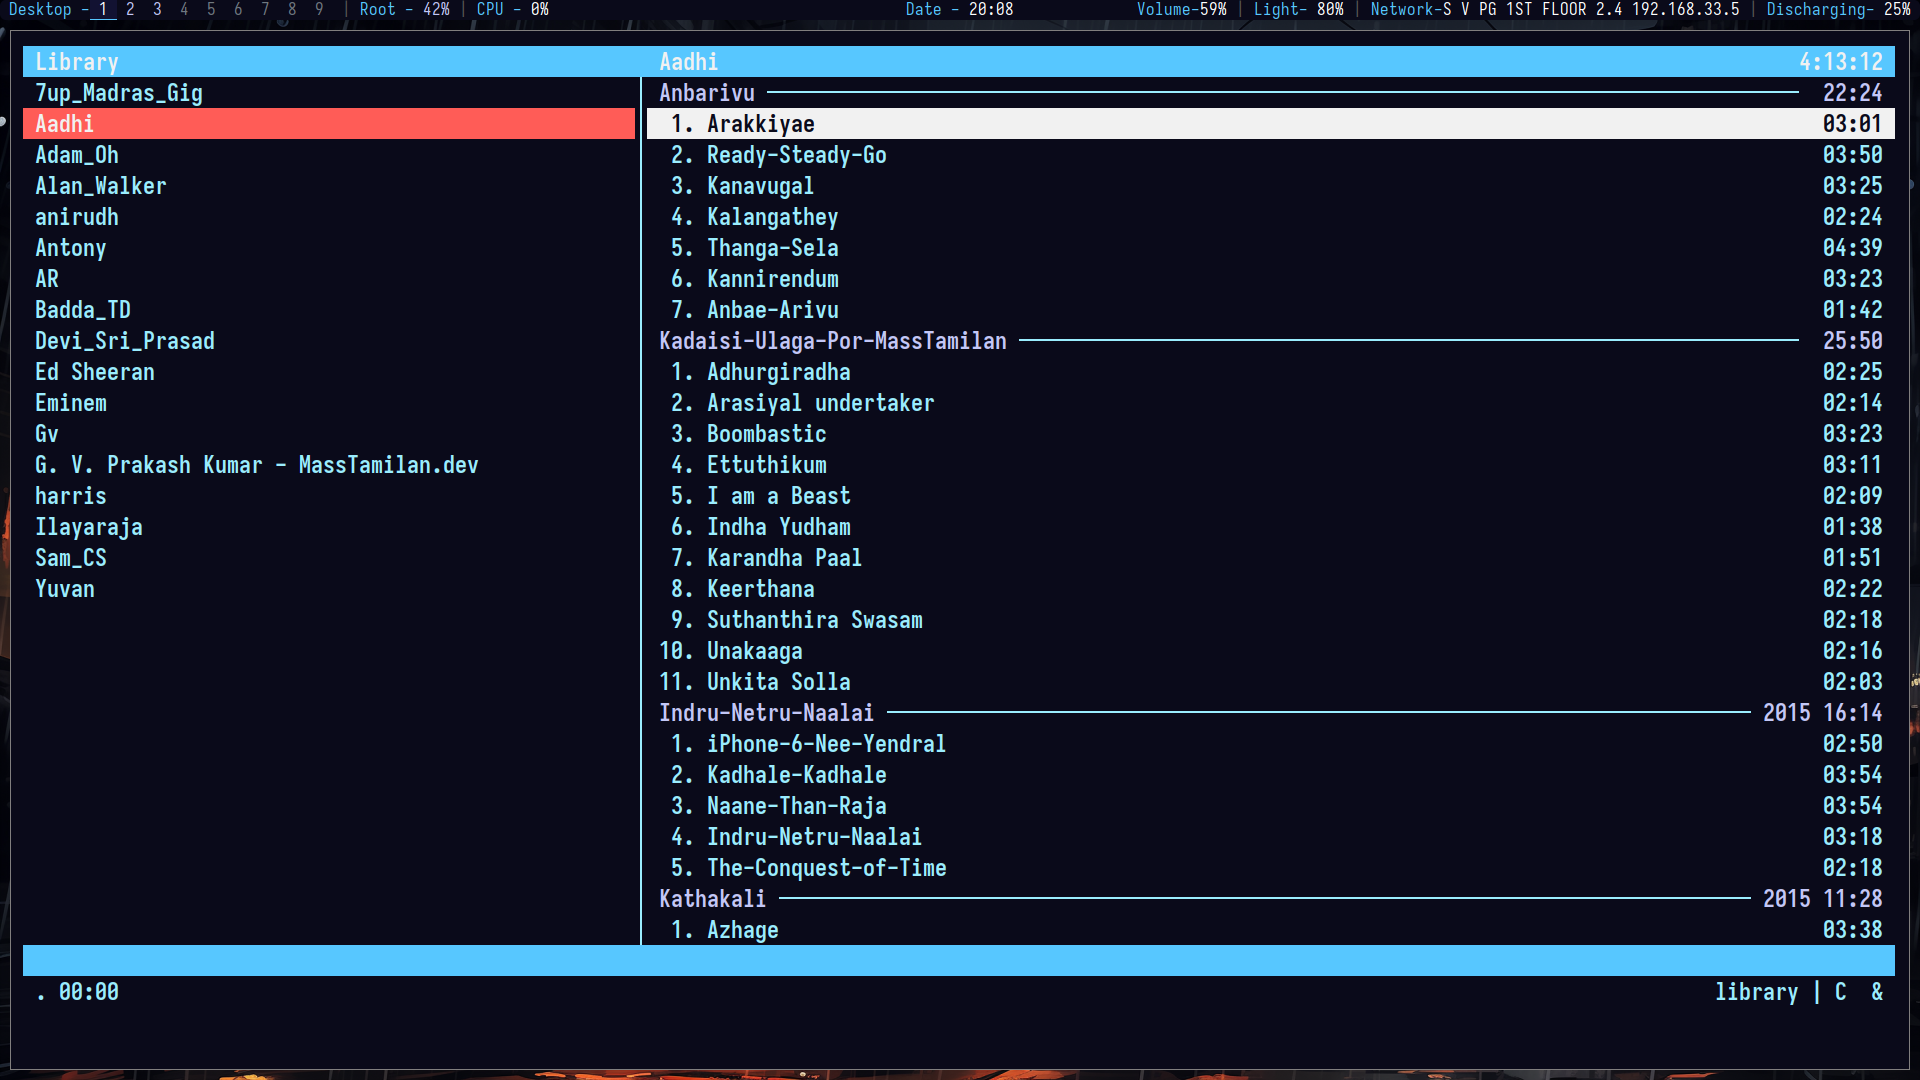 Desktop - 1 2 3 4 5 6 7 8 9 | Root - 42% | CPU - 0% Date - 20:08 Volume-59% | Light- 80% | Network-S V PG 1ST FLOOR 2.4 192.168.33.5 | Discharging- 25%
Library Aadhi 4:13:12
7up_Madras_Gig Anbarivu 22:24
Aadhi 1. Arakkiyae 03:01
Adam_Oh 2. Ready-Steady-Go 03:50
Alan_Walker 3. Kanavugal 03:25
anirudh 4. Kalangathey 02:24
Antony 5. Thanga-Sela 04:39
AR 6. Kannirendum 03:23
Badda_TD 7. Anbae-Arivu 01:42
Devi_Sri_Prasad Kadaisi-Ulaga-Por-MassTamilan 25:50
Ed Sheeran 1. Adhurgiradha 02:25
Eminem 2. Arasiyal undertaker 02:14
Gv 3. Boombastic 03:23
G. V. Prakash Kumar - MassTamilan.dev 4. Ettuthikum 03:11
harris 5. I am a Beast 02:09
Ilayaraja 6. Indha Yudham 01:38
Sam_CS 7. Karandha Paal 01:51
Yuvan 8. Keerthana 02:22
9. Suthanthira Swasam 02:18
10. Unakaaga 02:16
11. Unkita Solla 02:03
Indru-Netru-Naalai 2015 16:14
1. iPhone-6-Nee-Yendral 02:50
2. Kadhale-Kadhale 03:54
3. Naane-Than-Raja 03:54
4. Indru-Netru-Naalai 03:18
5. The-Conquest-of-Time 02:18
Kathakali 2015 11:28
1. Azhage 03:38
. 00:00 library | C &